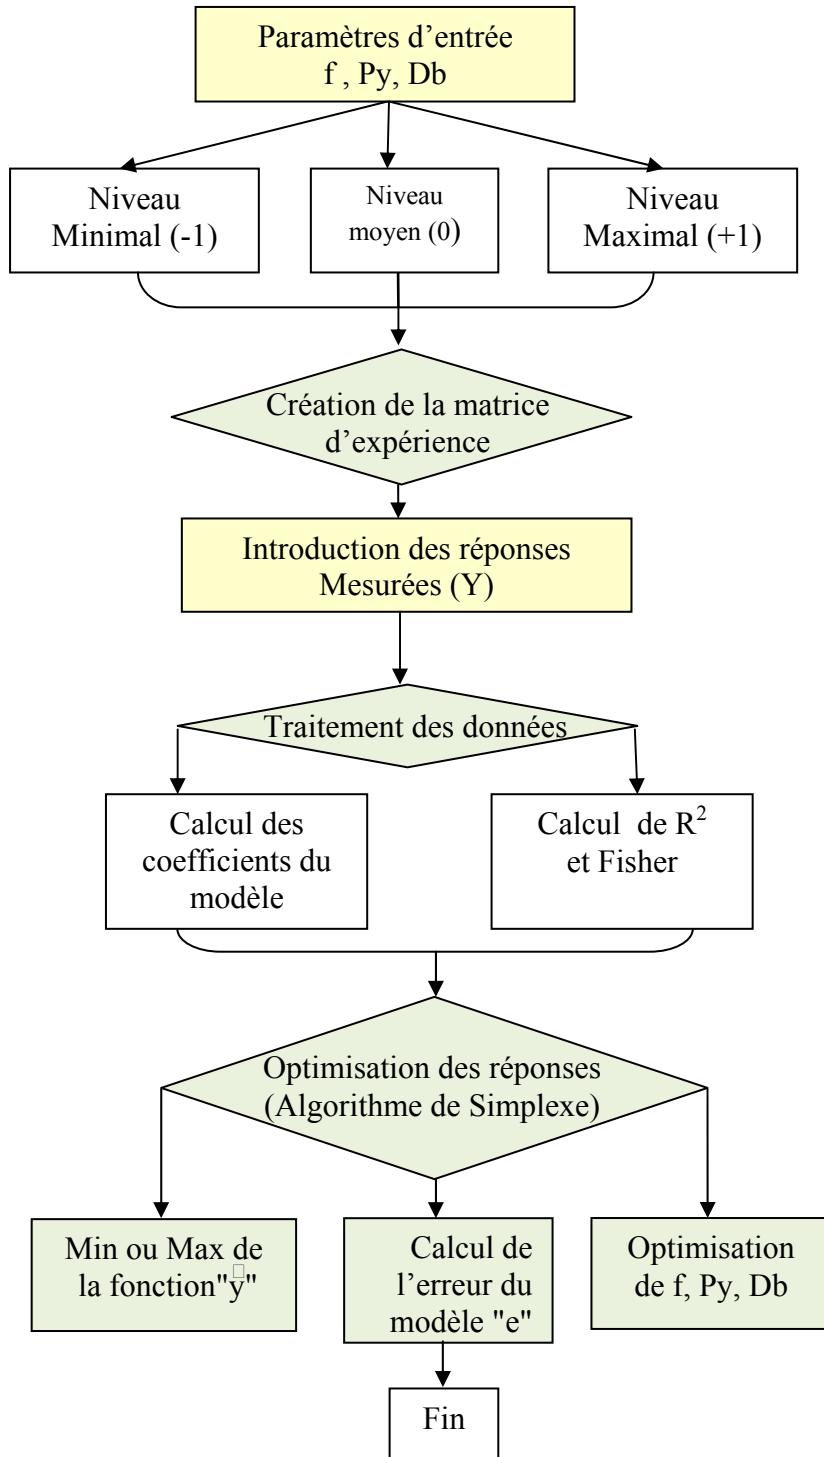 Paramètres d’entrée
f , Py, Db
Niveau
Minimal (-1)
Niveau
moyen (0)
Niveau
Maximal (+1)
Création de la matrice
d’expérience
Introduction des réponses
Mesurées (Y)
Traitement des données
Calcul des
coefficients du
modèle
Calcul de R²
et Fisher
Optimisation des réponses
(Algorithme de Simplexe)
Min ou Max de
la fonction"y"
Calcul de
l’erreur du
modèle "e"
Optimisation
de f, Py, Db
Fin